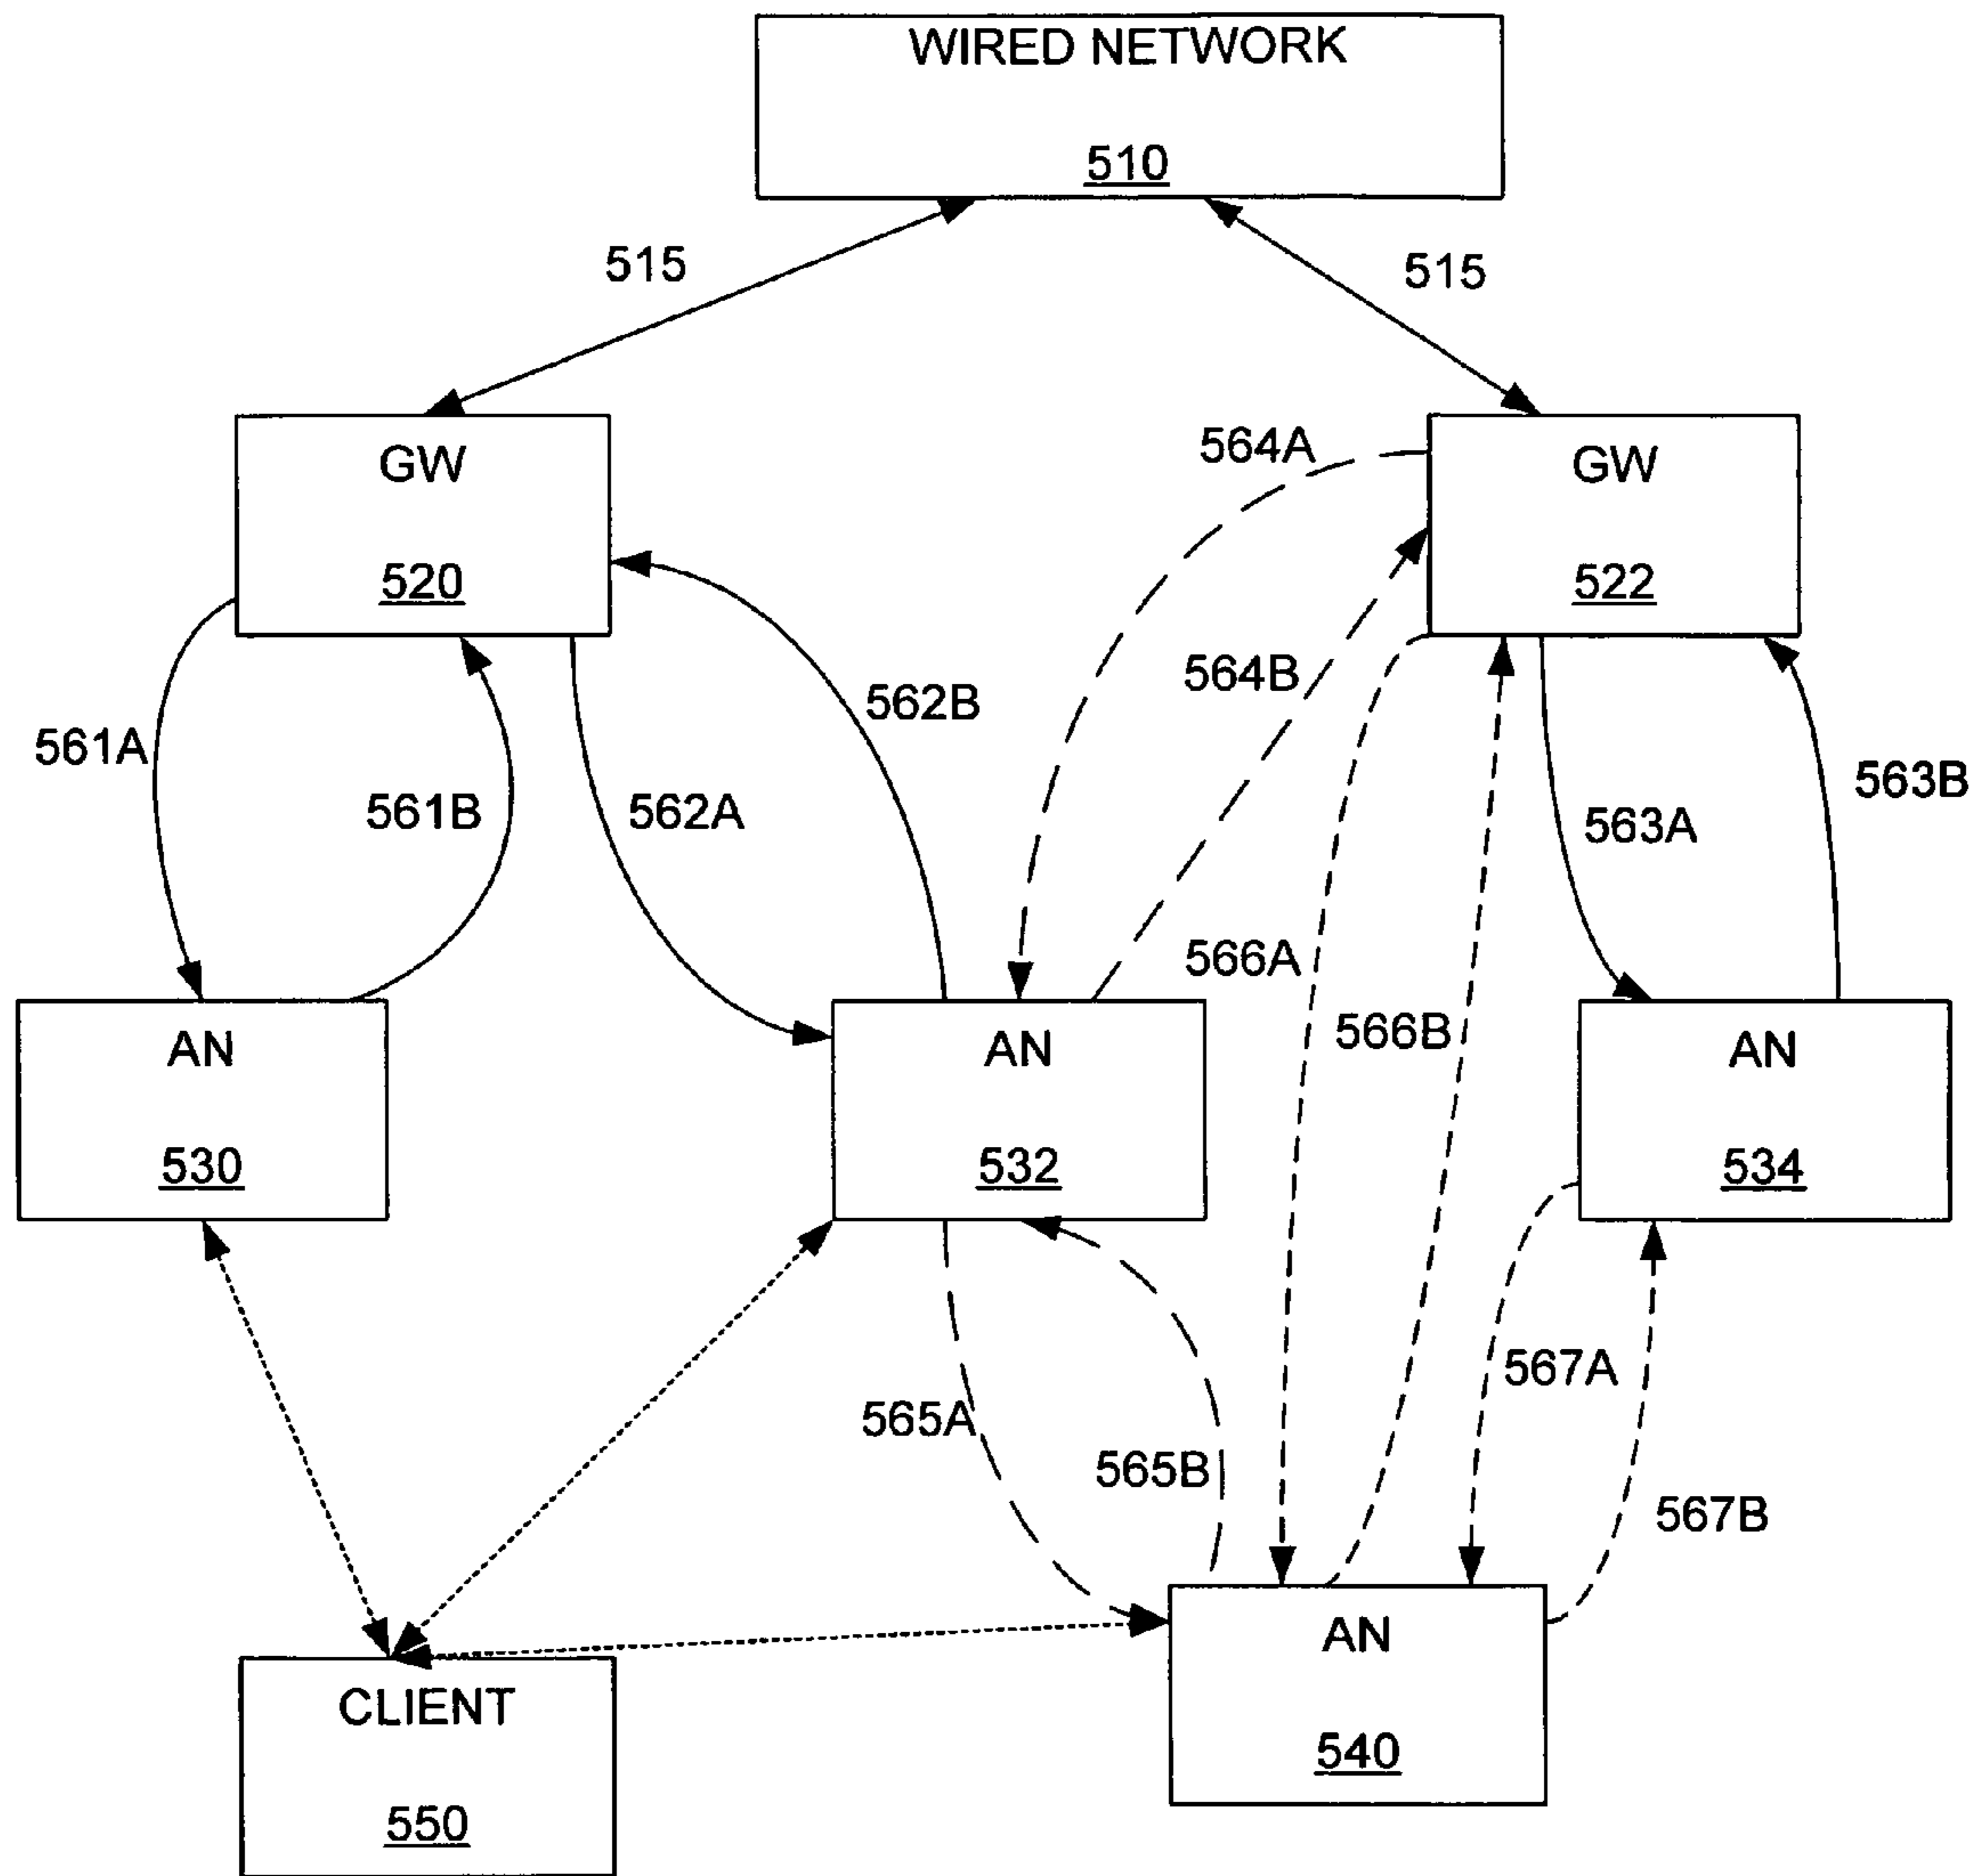 WIRED NETWORK
510
515
515
GW
520
GW
522
564A
564B
562B
561A
561B
562A
563B
563A
566A
566B
AN
530
AN
532
AN
534
567A
565A
565B
567B
AN
540
CLIENT
550